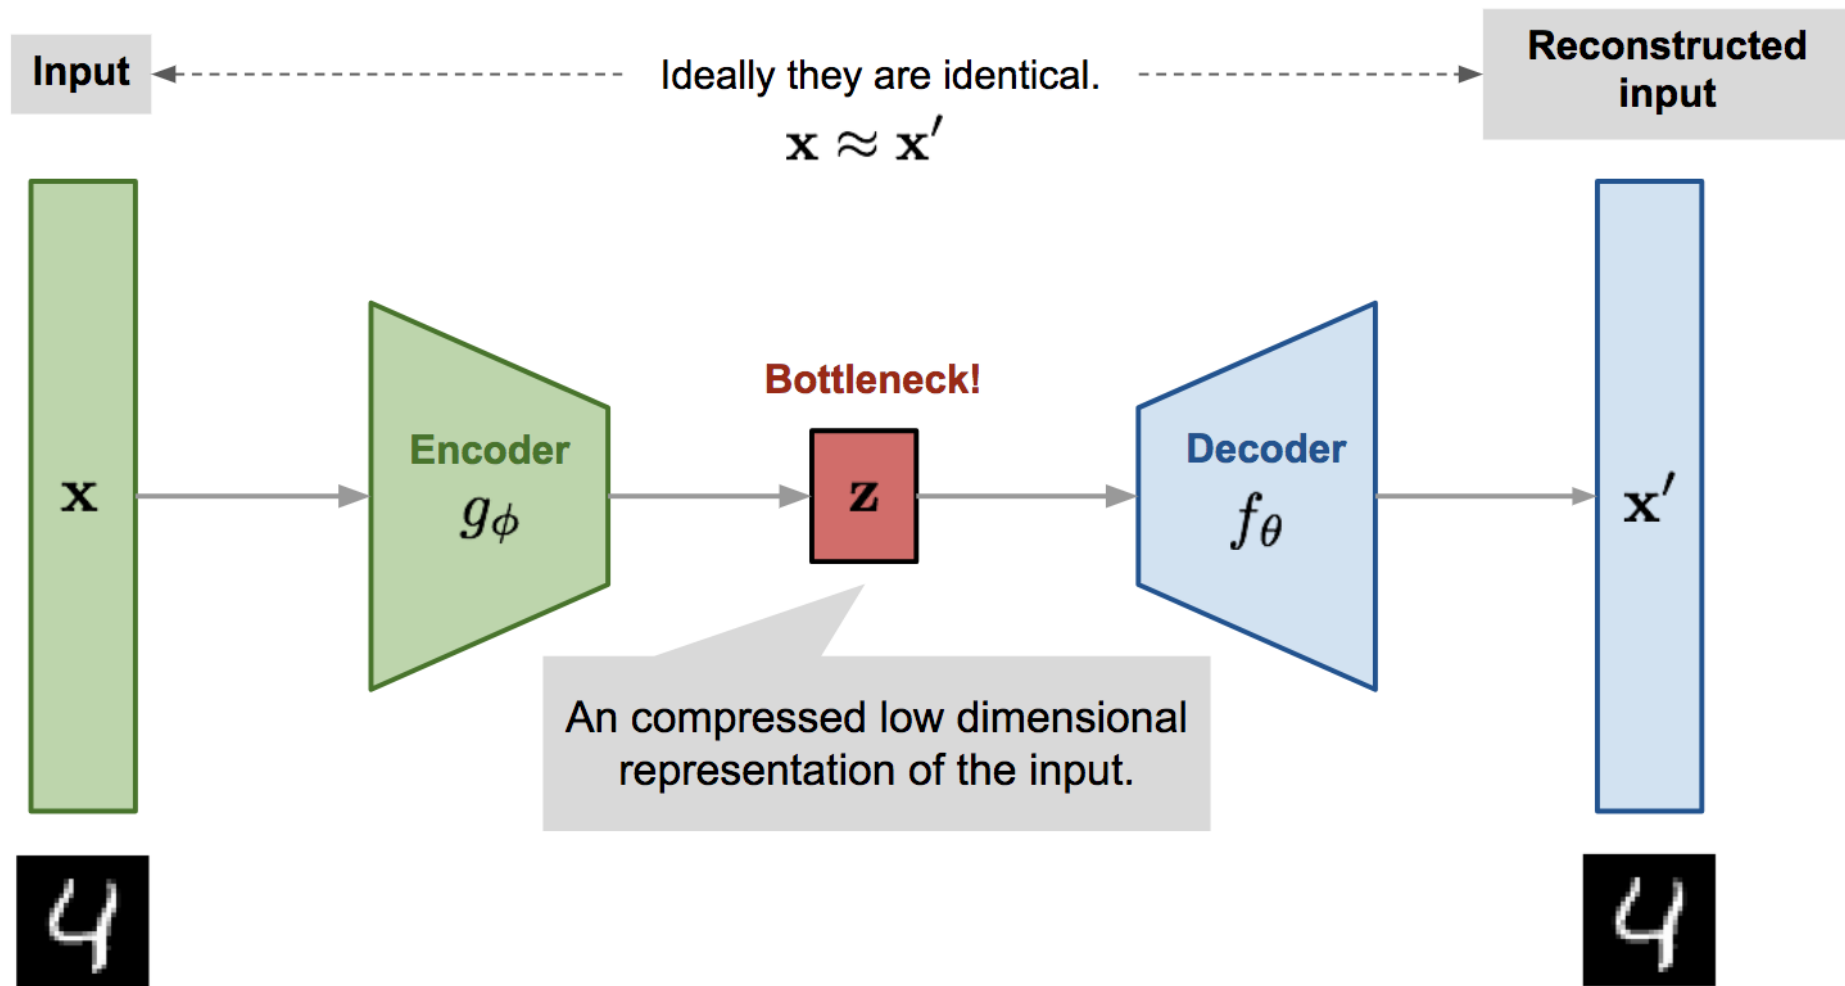 Input
Ideally they are identical.
x ≈ x′
Reconstructed
input
Bottleneck!
x
Encoder
gϕ
z
Decoder
fθ
x′
An compressed low dimensional
representation of the input.
4
4